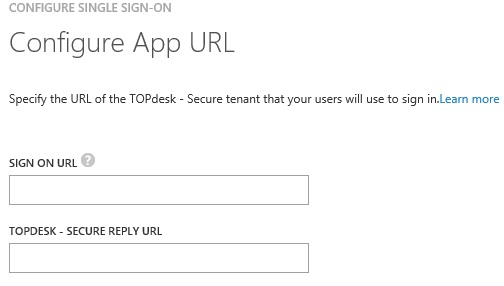 CONFIGURE SINGLE SIGN-ON
Configure App URL
Specify the URL of the TOPdesk - Secure tenant that your users will use to sign in.Learn more
SIGN ON URL ?
TOPDESK - SECURE REPLY URL